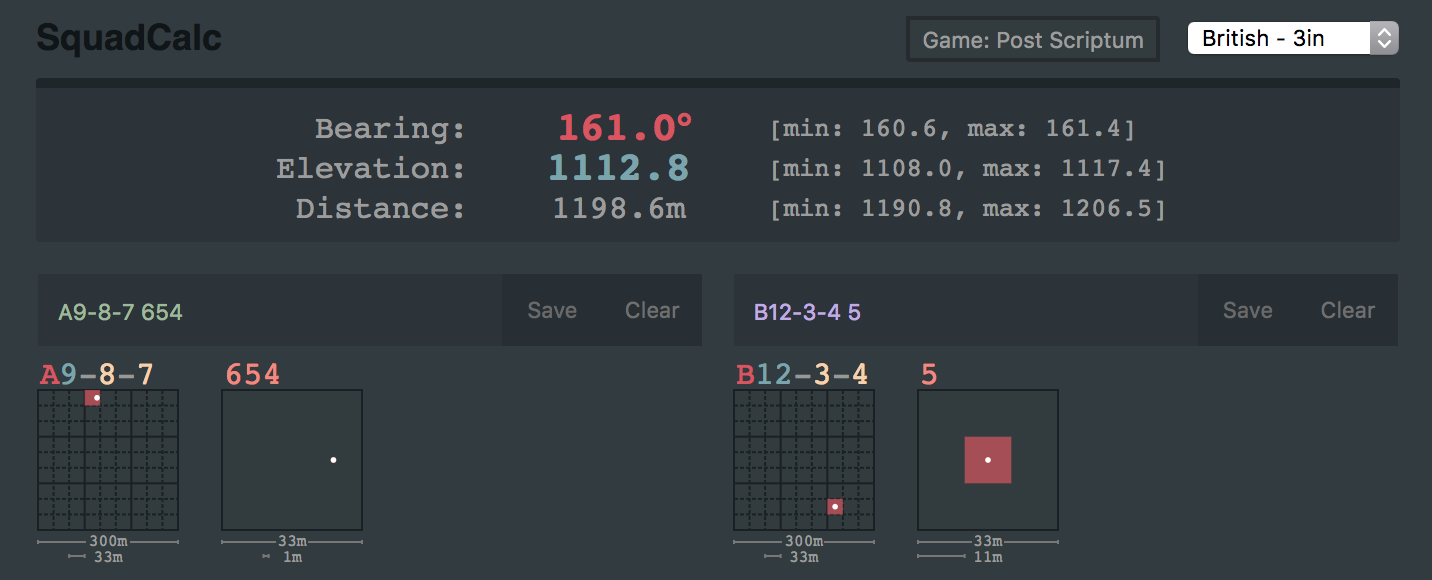 SquadCalc Game: Post Scriptum British - 3in
Bearing: 161.0° [min: 160.6, max: 161.4]
Elevation: 1112.8 [min: 1108.0, max: 1117.4]
Distance: 1198.6m [min: 1190.8, max: 1206.5]
A9-8-7 654 Save Clear B12-3-4 5 Save Clear
A9-8-7 654 B12-3-4 5
300m 33m 300m 33m
33m 1m 33m 11m